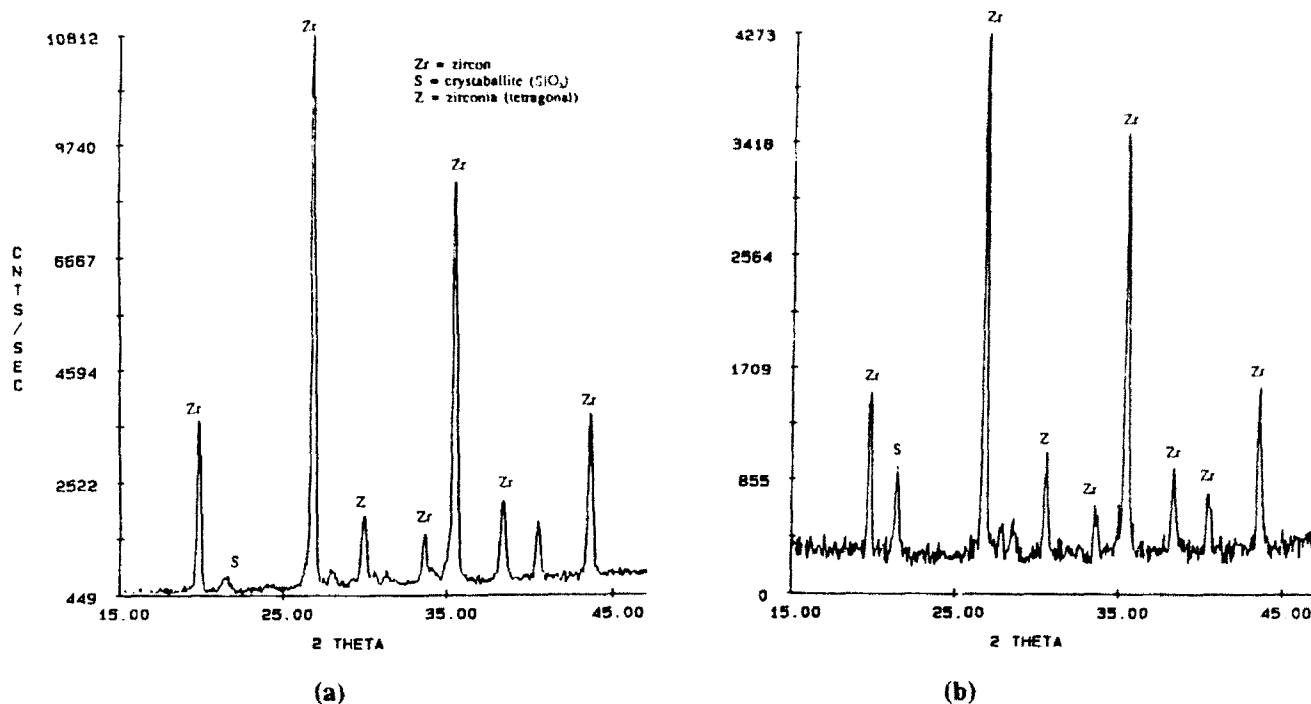 Zr
10812
Zr = zircon
S = crystaballite (SiO₂)
Z = zirconia (tetragonal)
9740
Zr
CNTS/SEC
6667
4594
Zr
2522
Z
Zr
Zr
S
449
15.00
25.00
35.00
45.00
2 THETA
(a)
Zr
4273
3418
Zr
2564
1709
Zr
Zr
S
Z
Zr
Zr
855
Zr
0
15.00
25.00
35.00
45.00
2 THETA
(b)